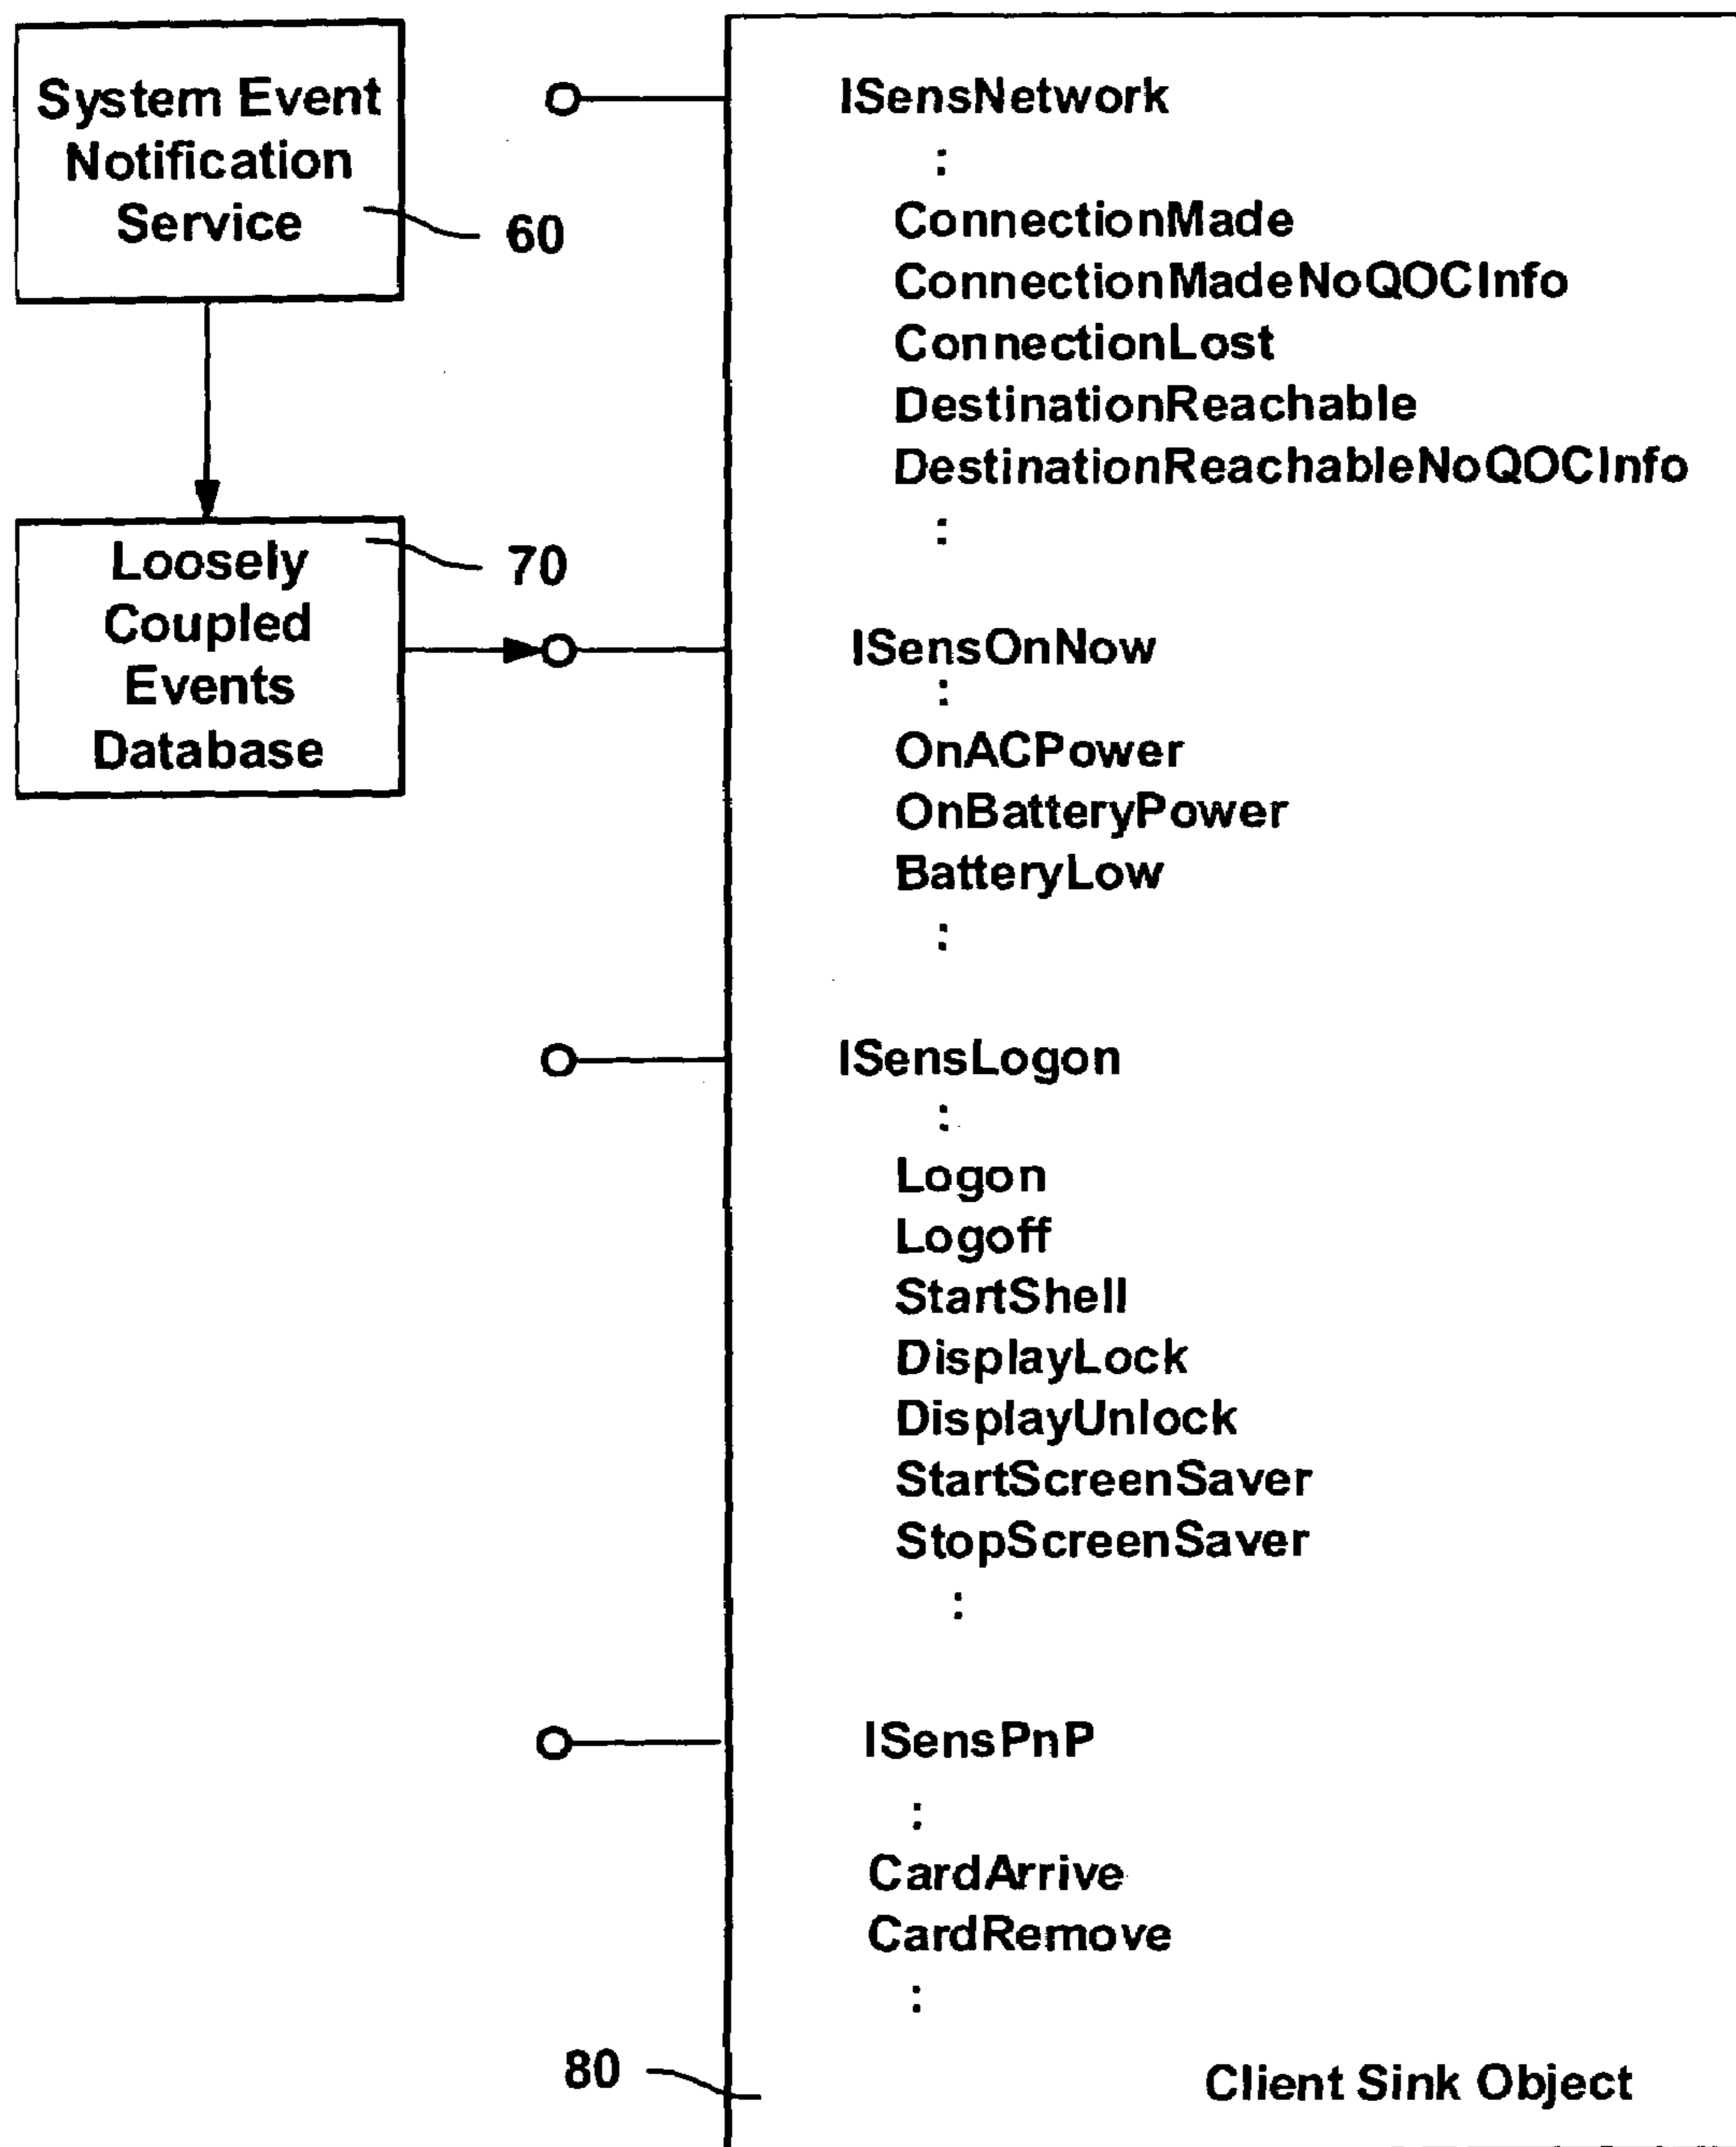 System Event
Notification
Service
60
Loosely
Coupled
Events
Database
70
ISensNetwork
:
ConnectionMade
ConnectionMadeNoQOCInfo
ConnectionLost
DestinationReachable
DestinationReachableNoQOCInfo
:
ISensOnNow
:
OnACPower
OnBatteryPower
BatteryLow
:
ISensLogon
:
Logon
Logoff
StartShell
DisplayLock
DisplayUnlock
StartScreenSaver
StopScreenSaver
:
ISensPnP
:
CardArrive
CardRemove
:
80
Client Sink Object